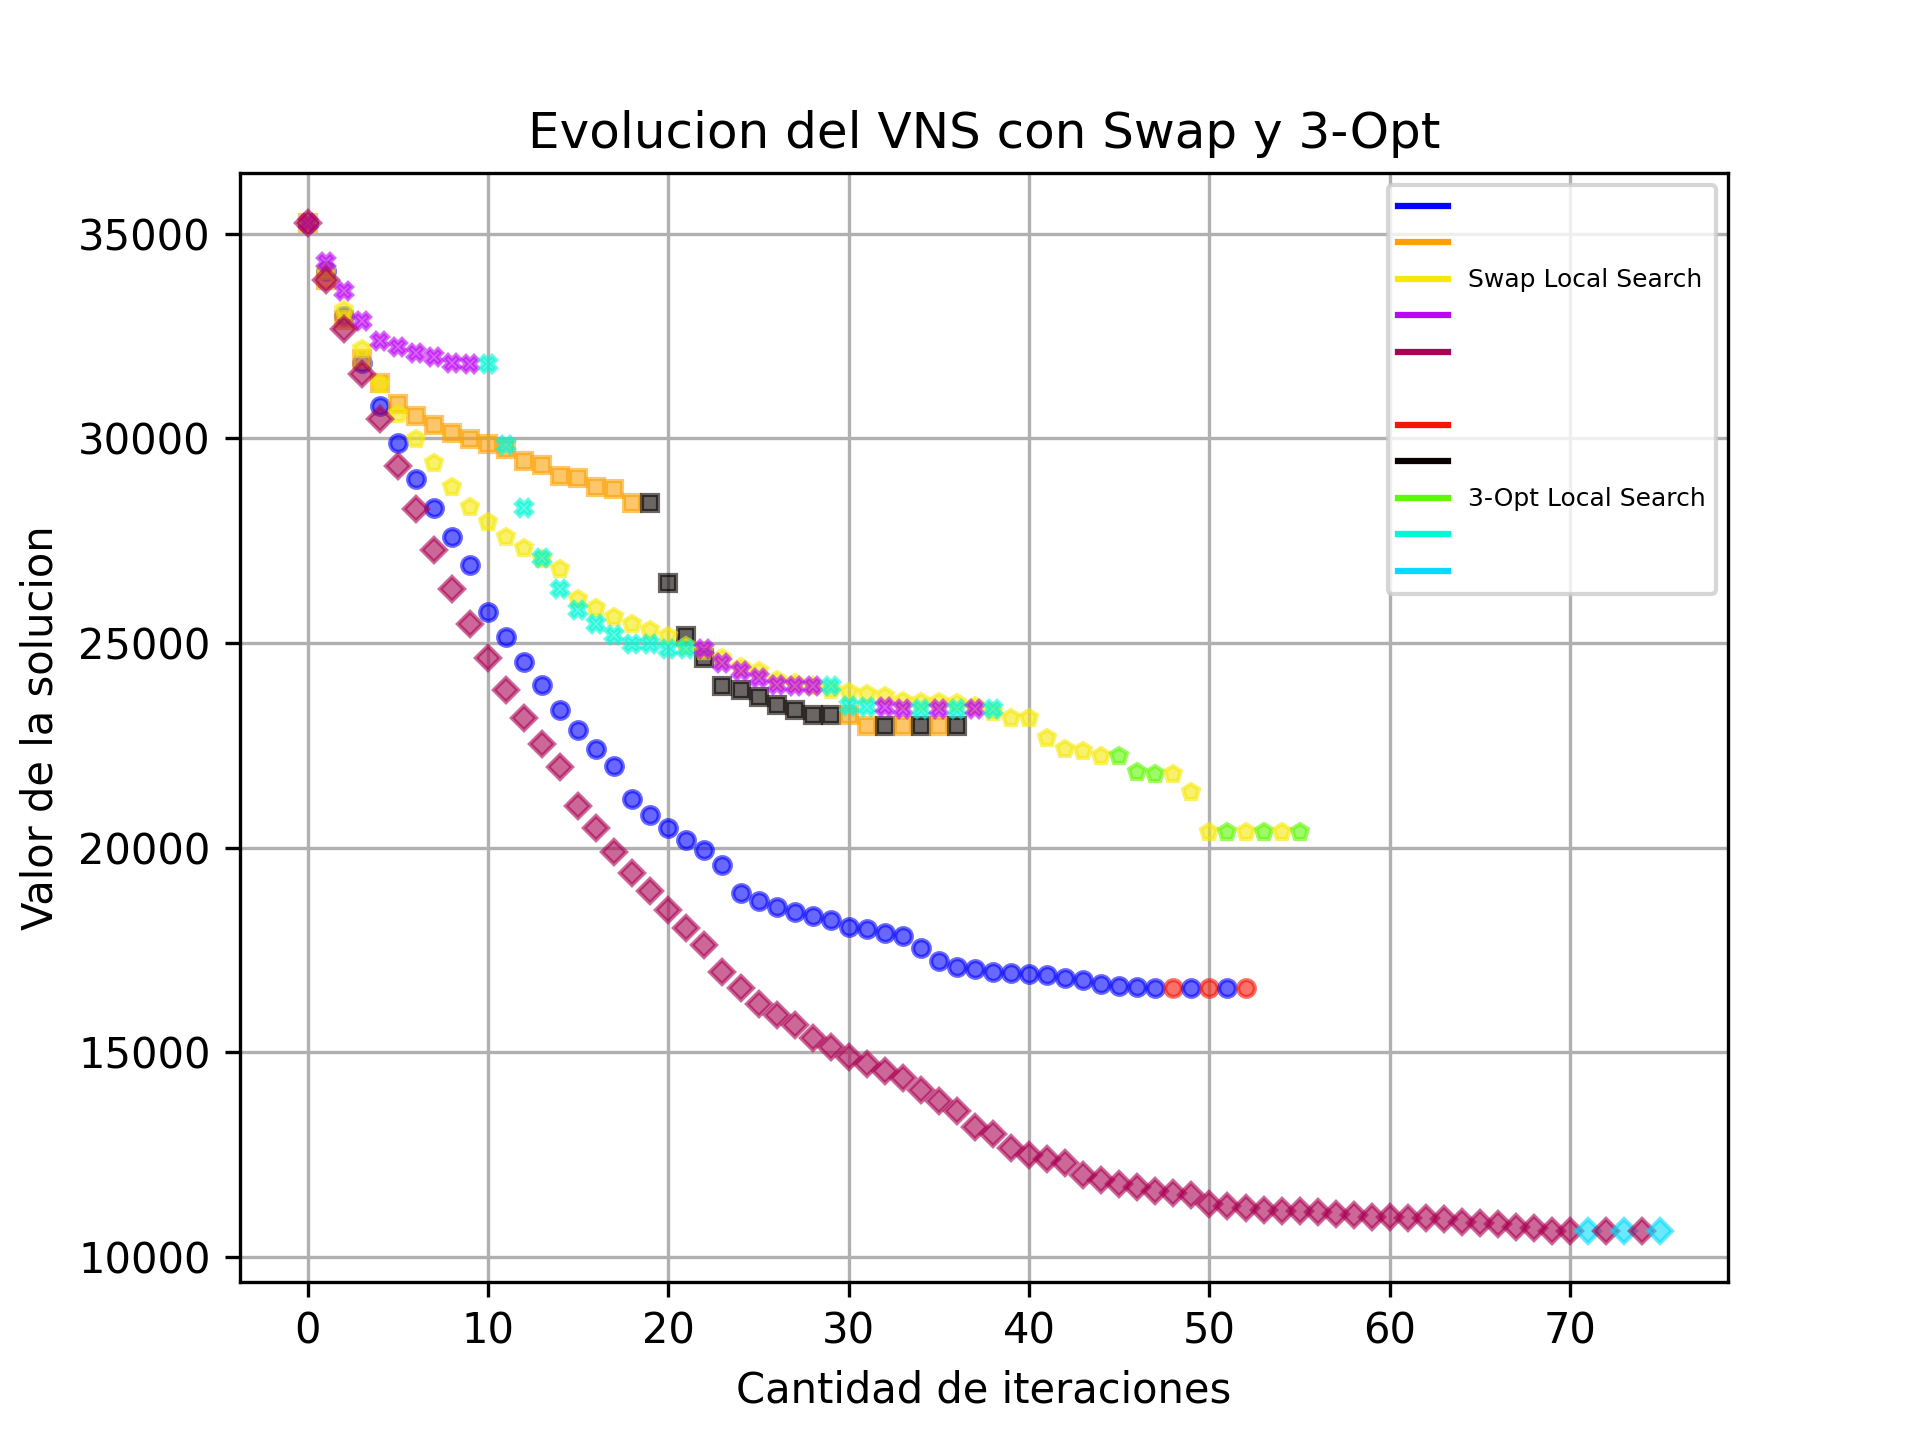 Evolucion del VNS con Swap y 3-Opt
35000
30000
25000
20000
15000
10000
Valor de la solucion
Swap Local Search
3-Opt Local Search
0 10 20 30 40 50 60 70
Cantidad de iteraciones